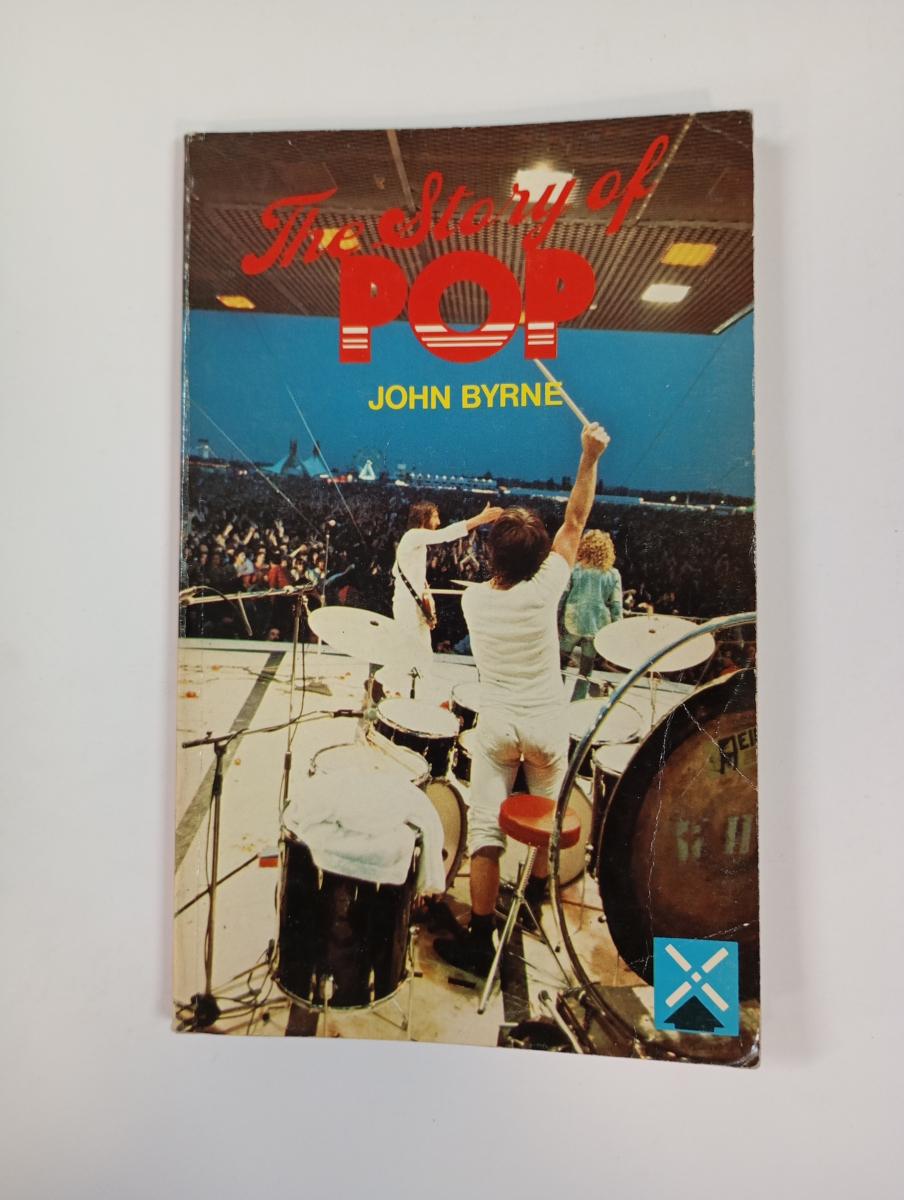 The Story of
POP
JOHN BYRNE